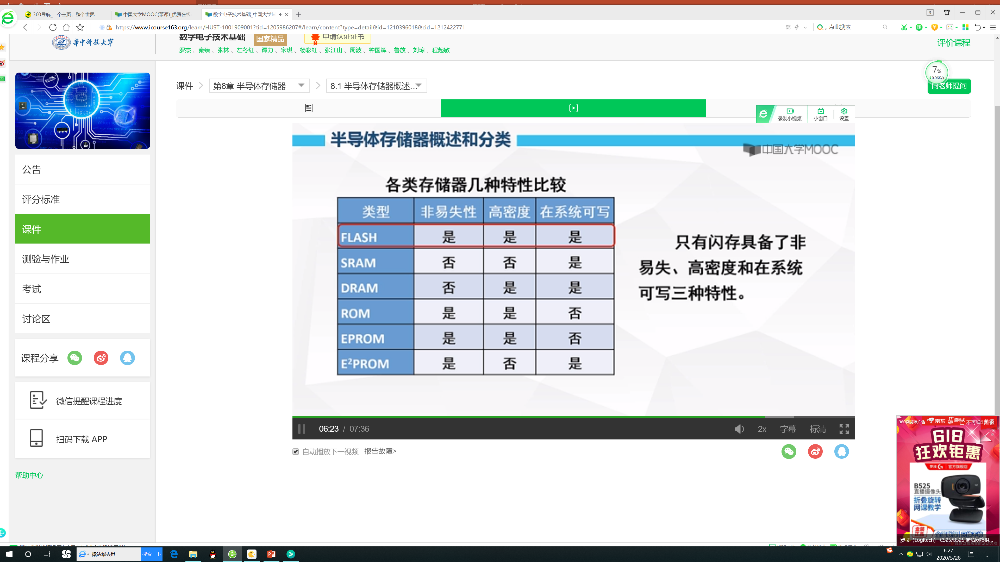 360导航_一个主页，整个世界
中国大学MOOC(慕课)_优质在线
数字电子技术基础_中国大学M
3
https://www.icourse163.org/learn/HUST-1001909001?tid=1205986207#/learn/content?type=detail&id=1210396018&cid=1212422771
点此搜索
译
华中科技大学
数字电子技术基础
国家精品
申请认证证书
评价课程
罗杰、秦臻、张林、左冬红、谭力、宋琪、杨彩虹、张江山、周波、钟国辉、鲁放、刘琼、程起敏
7%
0.06K/s
课件
第8章 半导体存储器
8.1 半导体存储器概述...
向老师提问
录制小视频
小窗口
设置
半导体存储器概述和分类
中国大学MOOC
公告
评分标准
课件
测验与作业
考试
讨论区
课程分享
微信提醒课程进度
扫码下载 APP
帮助中心
各类存储器几种特性比较
类型 非易失性 高密度 在系统可写
FLASH 是 是 是
SRAM 否 否 是
DRAM 否 是 是
ROM 是 是 否
EPROM 是 是 否
E²PROM 是 否 是
只有闪存具备了非
易失、高密度和在系统
可写三种特性。
06:23 / 07:36
2x
字幕
标清
自动播放下一视频
报告故障>
360浏览器广告
京东
周年庆
不再弹出
热销
618
狂欢钜惠
罗技
官方旗舰店
B525
直播摄像头
折叠旋转
网课教学
盒装
正品
罗技（Logitech） C525/B525 高清网络摄...
梁洁华去世
搜索一下
6:27
2020/5/28